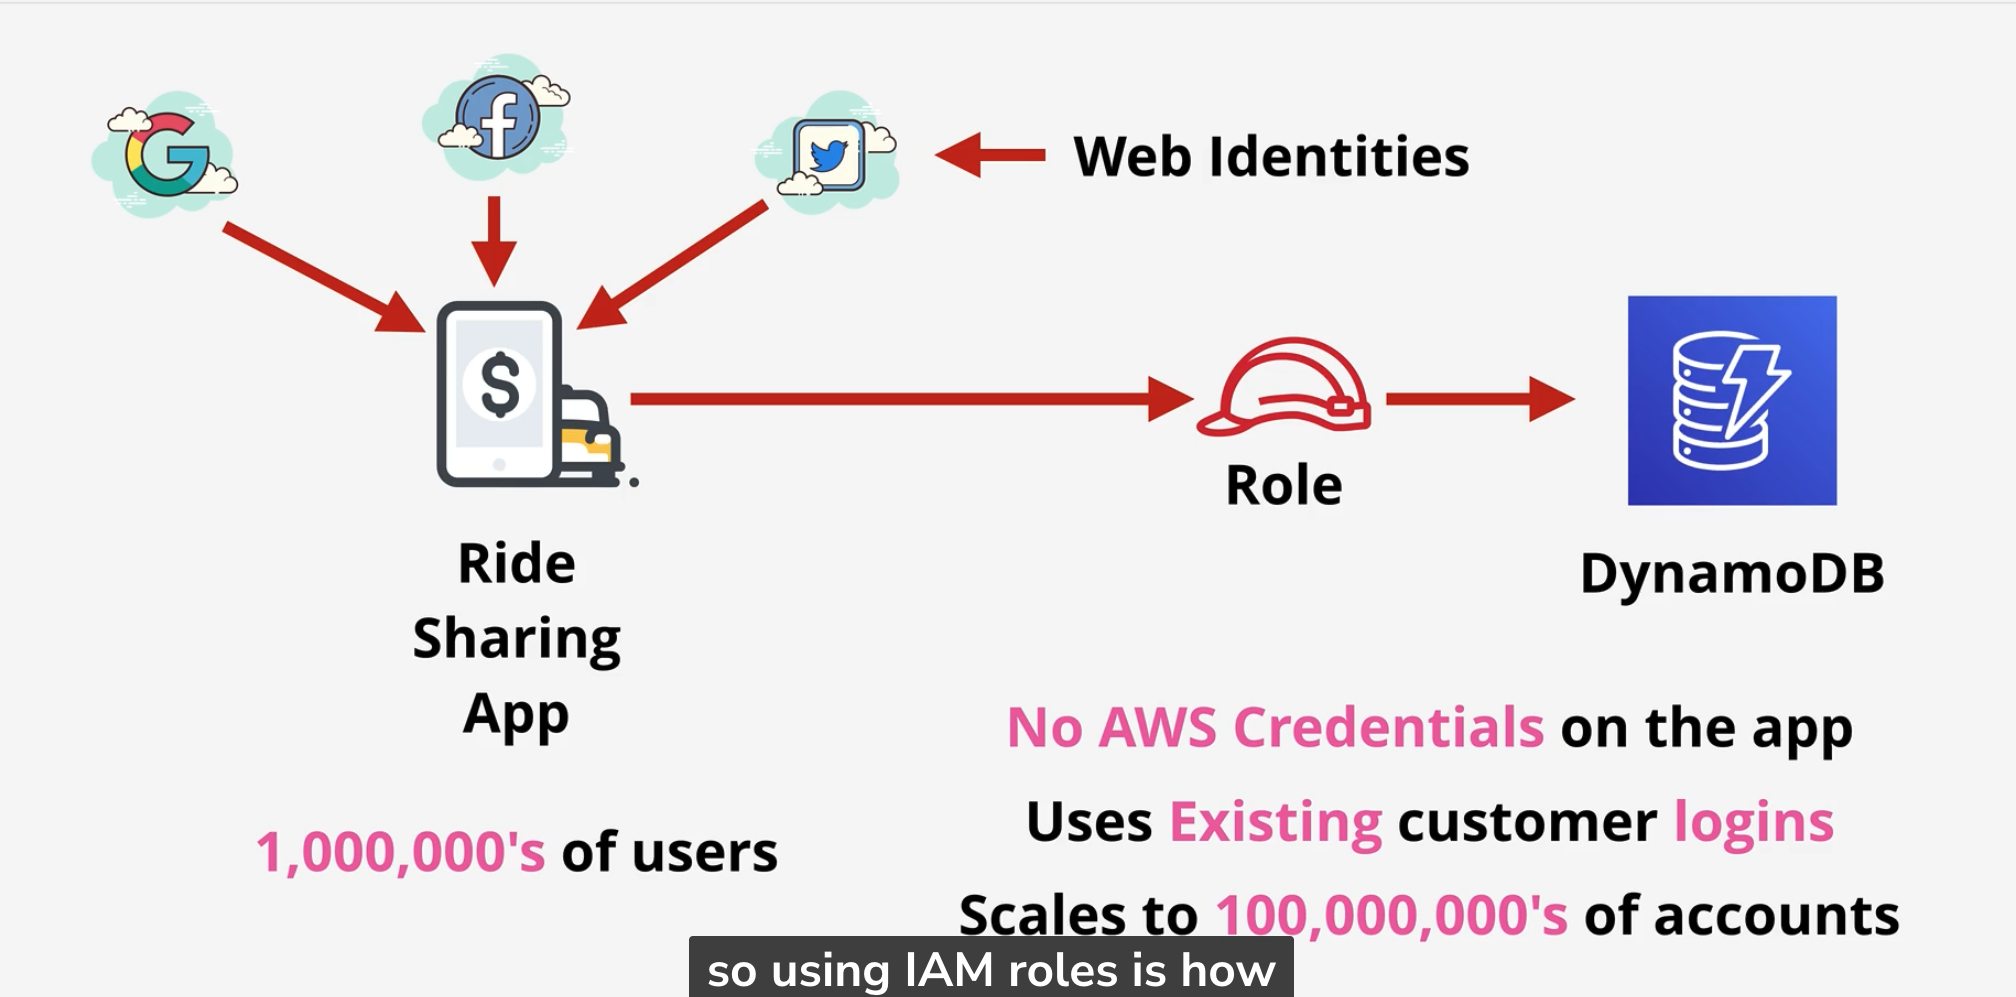 Web Identities
Role
DynamoDB
Ride
Sharing
App
1,000,000's of users
No AWS Credentials on the app
Uses Existing customer logins
Scales to 100,000,000's of accounts
so using IAM roles is how